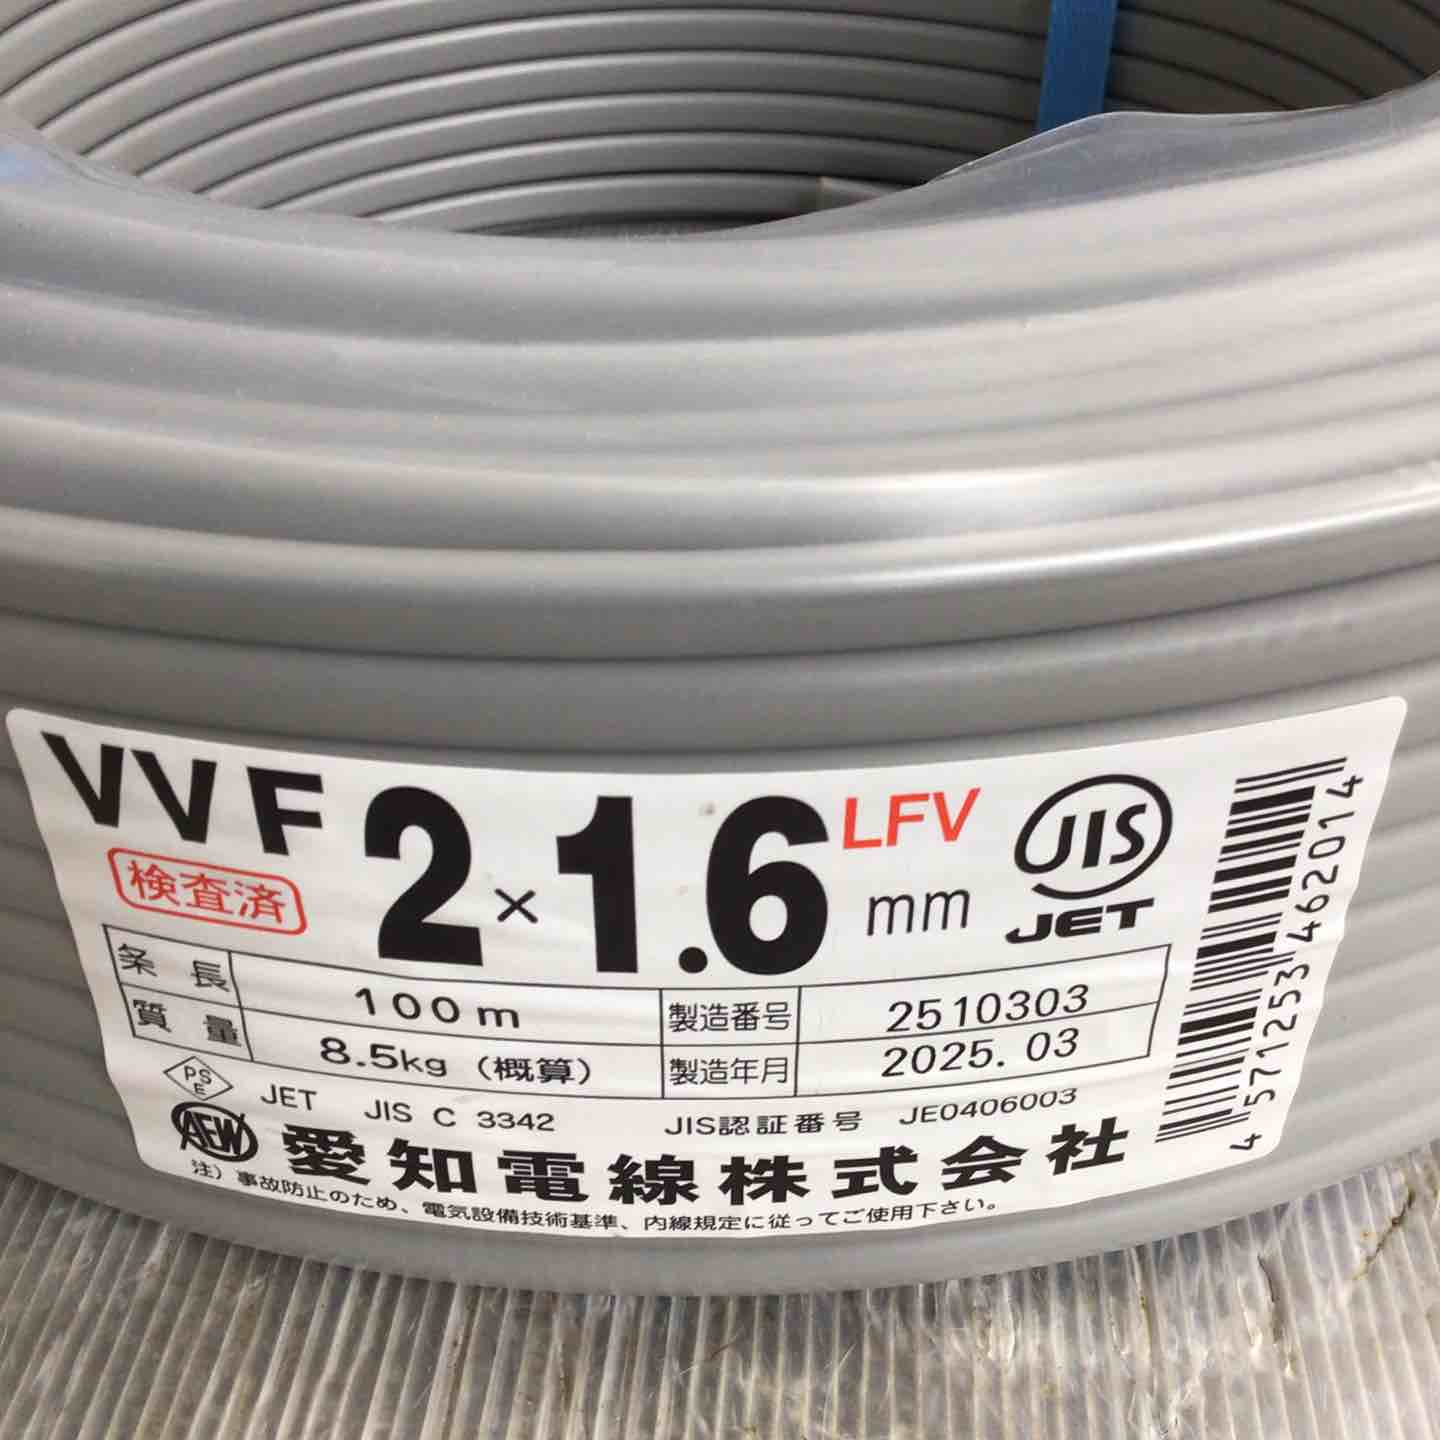 VVF 2×1.6 mm LFV
検査済
JIS
JET
条長 100m 製造番号 2510303
質量 8.5kg (概算) 製造年月 2025.03
PSE JET JIS C 3342 JIS認証番号 JE0406003
AEW 愛知電線株式会社
注)事故防止のため、電気設備技術基準、内線規定に従ってご使用下さい。
4571253462014